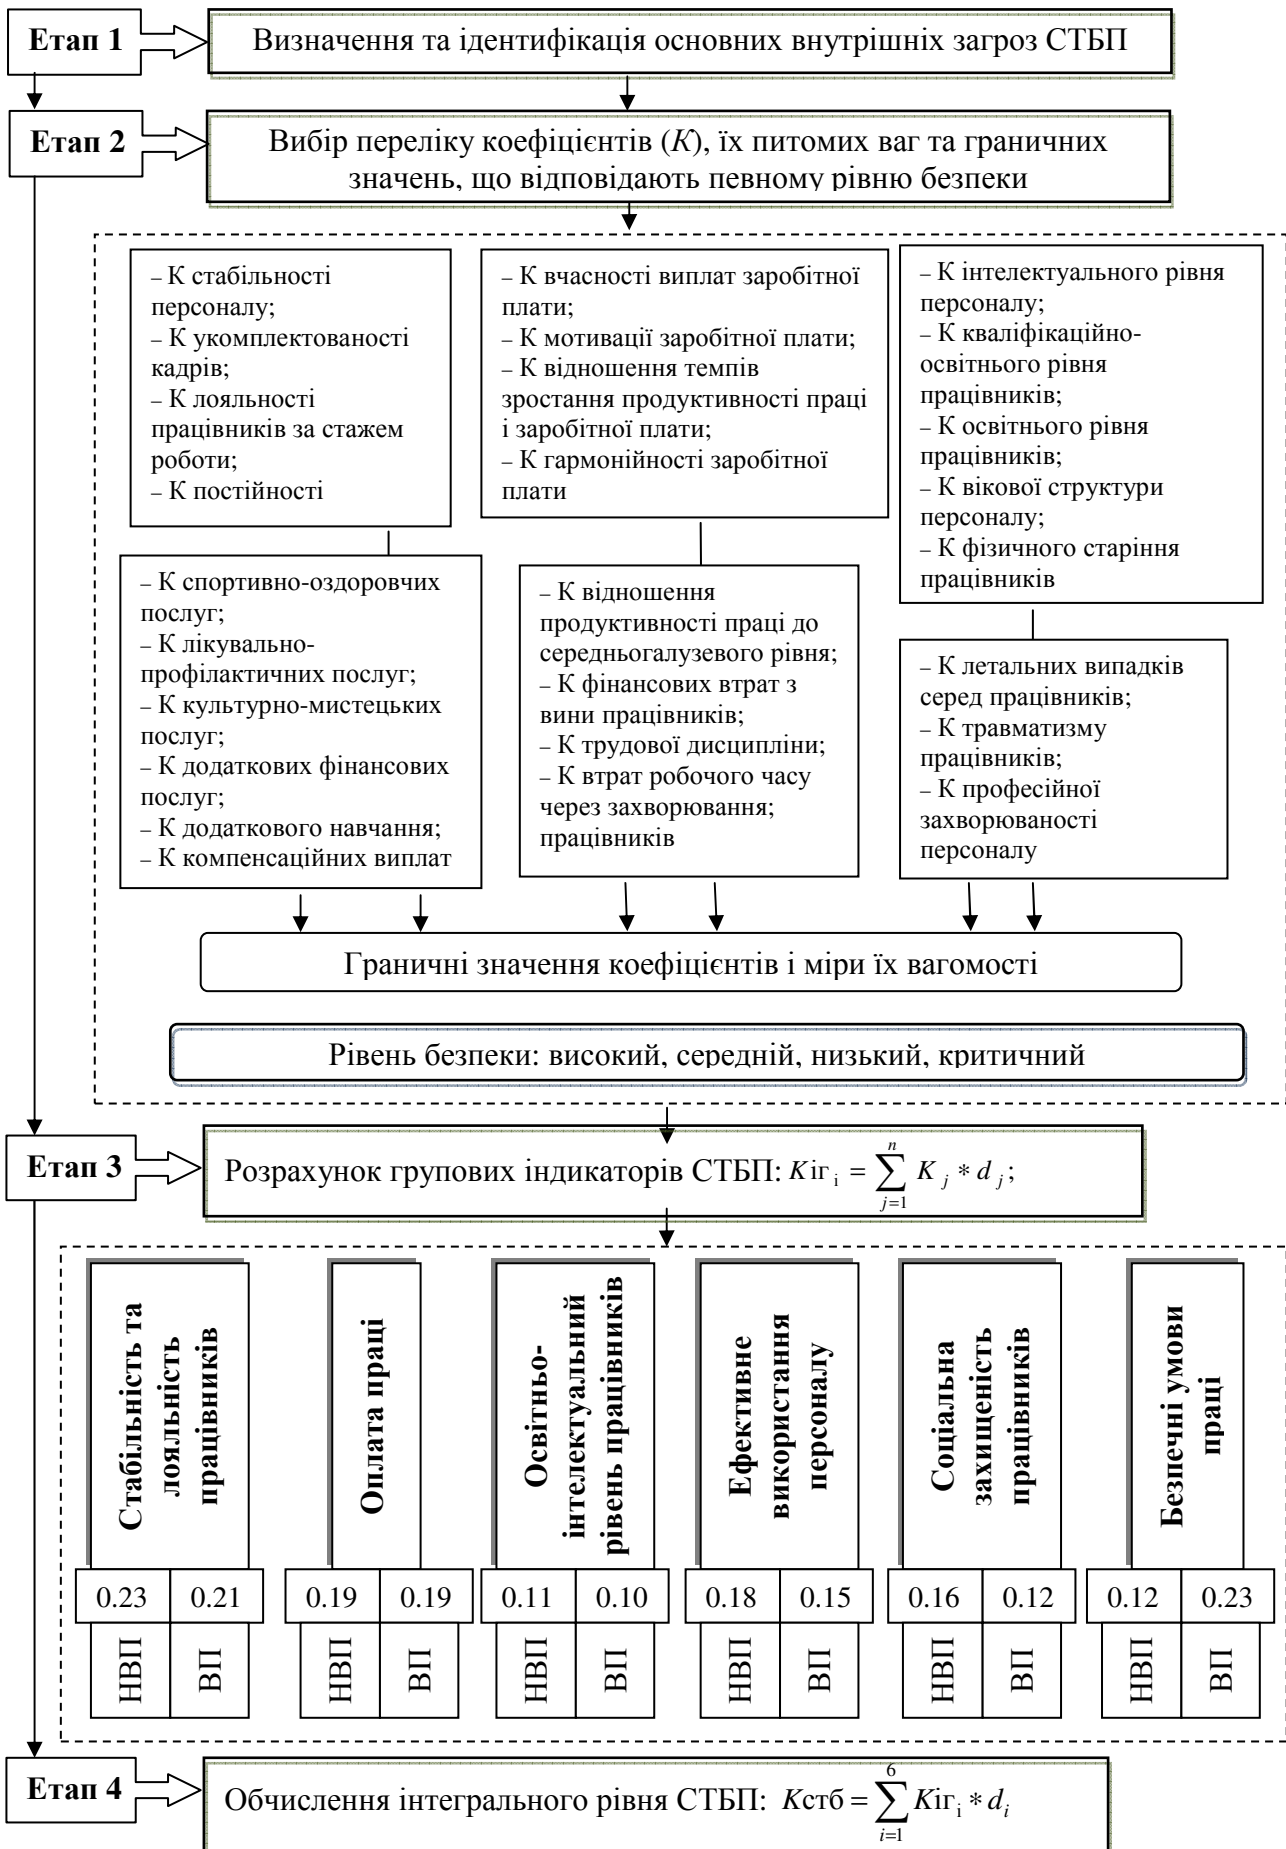 Етап 1
Визначення та ідентифікація основних внутрішніх загроз СТБП
Етап 2
Вибір переліку коефіцієнтів (К), їх питомих ваг та граничних
значень, що відповідають певному рівню безпеки
– К стабільності
персоналу;
– К укомплектованості
кадрів;
– К лояльності
працівників за стажем
роботи;
– К постійності
– К вчасності виплат заробітної
плати;
– К мотивації заробітної плати;
– К відношення темпів
зростання продуктивності праці
і заробітної плати;
– К гармонійності заробітної
плати
– К інтелектуального рівня
персоналу;
– К кваліфікаційно-
освітнього рівня
працівників;
– К освітнього рівня
працівників;
– К вікової структури
персоналу;
– К фізичного старіння
працівників
– К спортивно-оздоровчих
послуг;
– К лікувально-
профілактичних послуг;
– К культурно-мистецьких
послуг;
– К додаткових фінансових
послуг;
– К додаткового навчання;
– К компенсаційних виплат
– К відношення
продуктивності праці до
середньогалузевого рівня;
– К фінансових втрат з
вини працівників;
– К трудової дисципліни;
– К втрат робочого часу
через захворювання;
працівників
– К летальних випадків
серед працівників;
– К травматизму
працівників;
– К професійної
захворюваності
персоналу
Граничні значення коефіцієнтів і міри їх вагомості
Рівень безпеки: високий, середній, низький, критичний
Етап 3
Розрахунок групових індикаторів СТБП: Kіг_i = \sum_{j=1}^{n} K_j * d_j;
Стабільність та
лояльність
працівників
Оплата праці
Освітньо-
інтелектуальний
рівень працівників
Ефективне
використання
персоналу
Соціальна
захищеність
працівників
Безпечні умови
праці
0.23 0.21 0.19 0.19 0.11 0.10 0.18 0.15 0.16 0.12 0.12 0.23
НВП ВП НВП ВП НВП ВП НВП ВП НВП ВП НВП ВП
Етап 4
Обчислення інтегрального рівня СТБП: Kстб = \sum_{i=1}^{6} Kіг_i * d_i